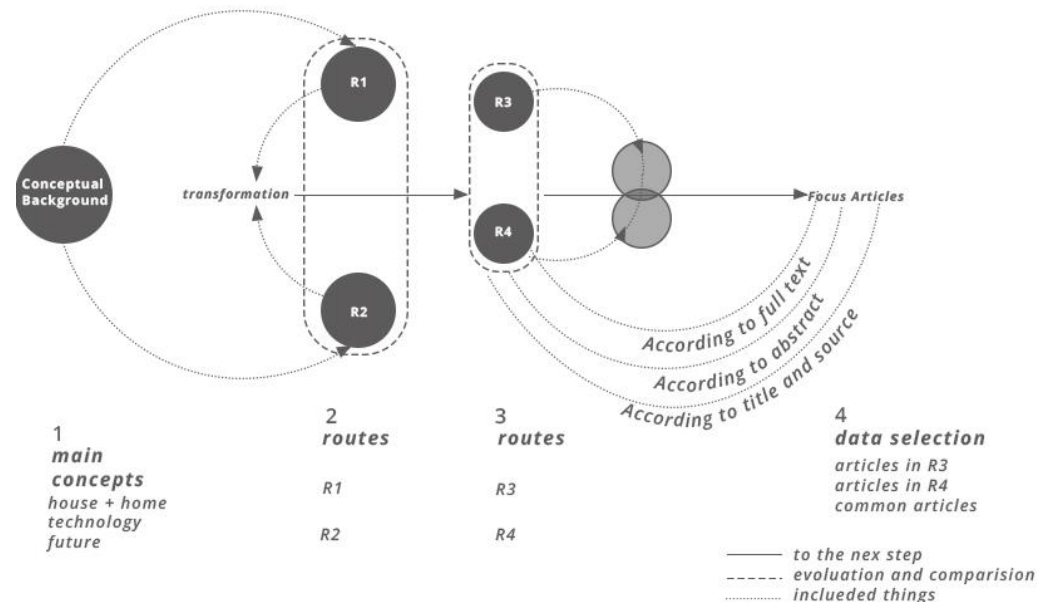 R1
R2
R3
R4
Conceptual
Background
transformation
Focus Articles
According to full text
According to abstract
According to title and source
1
main
concepts
house + home
technology
future
2
routes
R1
R2
3
routes
R3
R4
4
data selection
articles in R3
articles in R4
common articles
to the nex step
evoluation and comparision
inclueded things